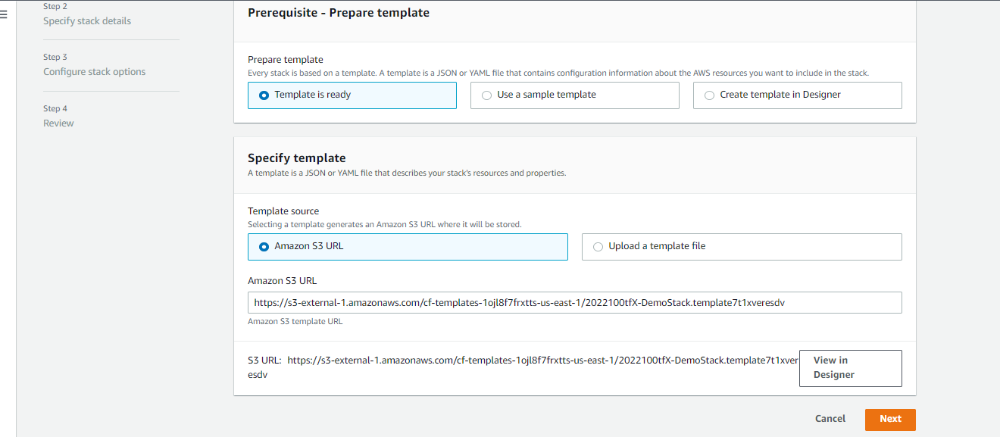 Step 2
Specify stack details
Step 3
Configure stack options
Step 4
Review
Prerequisite - Prepare template
Prepare template
Every stack is based on a template. A template is a JSON or YAML file that contains configuration information about the AWS resources you want to include in the stack.
Template is ready
Use a sample template
Create template in Designer
Specify template
A template is a JSON or YAML file that describes your stack's resources and properties.
Template source
Selecting a template generates an Amazon S3 URL where it will be stored.
Amazon S3 URL
Upload a template file
Amazon S3 URL
https://s3-external-1.amazonaws.com/cf-templates-1ojl8f7frxtts-us-east-1/2022100tfX-DemoStack.template7t1xveresdv
Amazon S3 template URL
S3 URL: https://s3-external-1.amazonaws.com/cf-templates-1ojl8f7frxtts-us-east-1/2022100tfX-DemoStack.template7t1xver
esdv
View in
Designer
Cancel
Next